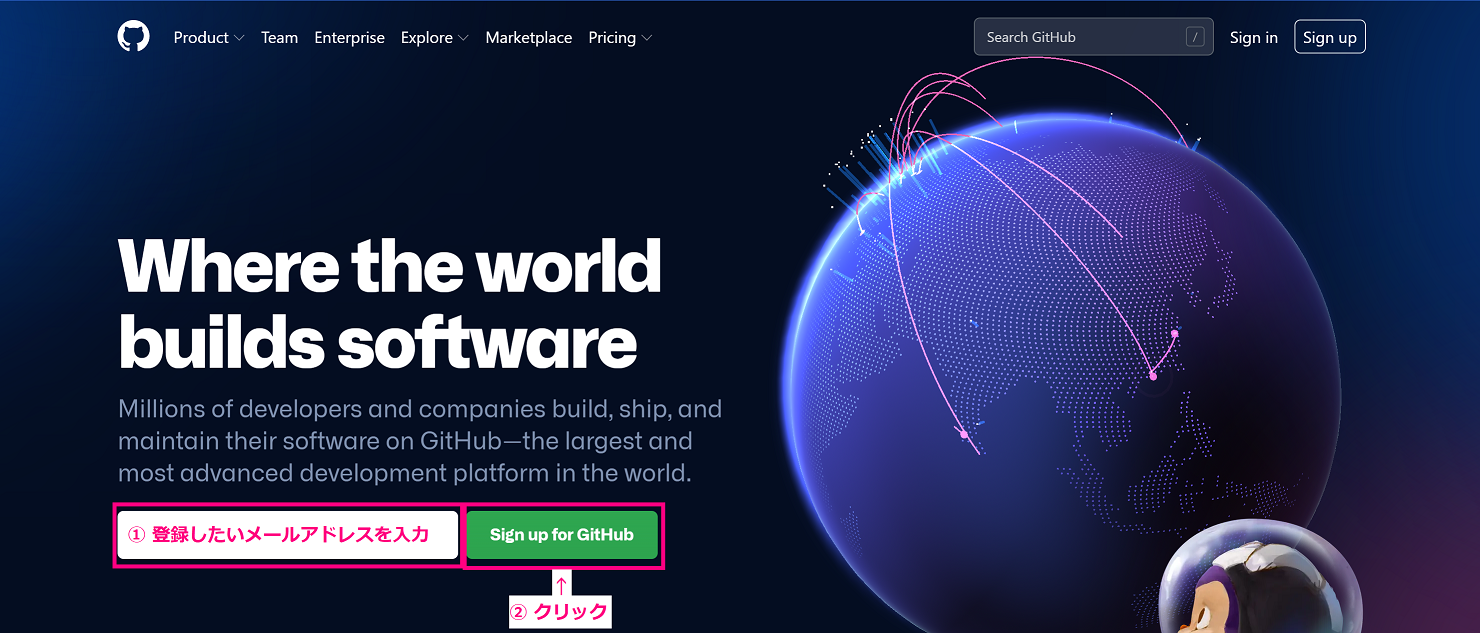 Product Team Enterprise Explore Marketplace Pricing Search GitHub / Sign in Sign up
Where the world
builds software
Millions of developers and companies build, ship, and
maintain their software on GitHub—the largest and
most advanced development platform in the world.
① 登録したいメールアドレスを入力 Sign up for GitHub
↑
② クリック